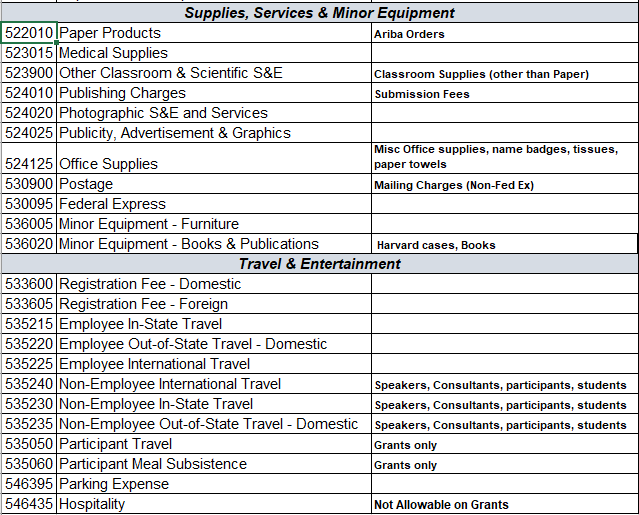 Supplies, Services & Minor Equipment
522010 Paper Products Ariba Orders
523015 Medical Supplies
523900 Other Classroom & Scientific S&E Classroom Supplies (other than Paper)
524010 Publishing Charges Submission Fees
524020 Photographic S&E and Services
524025 Publicity, Advertisement & Graphics
524125 Office Supplies Misc Office supplies, name badges, tissues,
paper towels
530900 Postage Mailing Charges (Non-Fed Ex)
530095 Federal Express
536005 Minor Equipment - Furniture
536020 Minor Equipment - Books & Publications Harvard cases, Books
Travel & Entertainment
533600 Registration Fee - Domestic
533605 Registration Fee - Foreign
535215 Employee In-State Travel
535220 Employee Out-of-State Travel - Domestic
535225 Employee International Travel
535240 Non-Employee International Travel Speakers, Consultants, participants, students
535230 Non-Employee In-State Travel Speakers, Consultants, participants, students
535235 Non-Employee Out-of-State Travel - Domestic Speakers, Consultants, participants, students
535050 Participant Travel Grants only
535060 Participant Meal Subsistence Grants only
546395 Parking Expense
546435 Hospitality Not Allowable on Grants